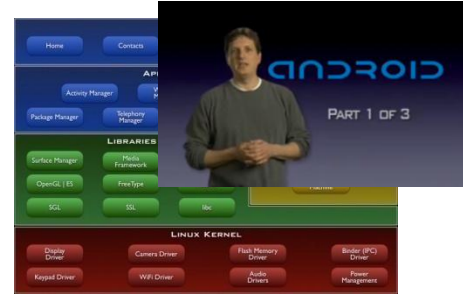 Home
Contacts
ANDROID
PART 1 OF 3
AP
Activity Manager
W
M
Package Manager
Telephony
Manager
LIBRARIES
Surface Manager
Media
Framework
OpenGL | ES
FreeType
SGL
SSL
libc
LINUX KERNEL
Display
Driver
Camera Driver
Flash Memory
Driver
Binder (IPC)
Driver
Keypad Driver
WiFi Driver
Audio
Drivers
Power
Management